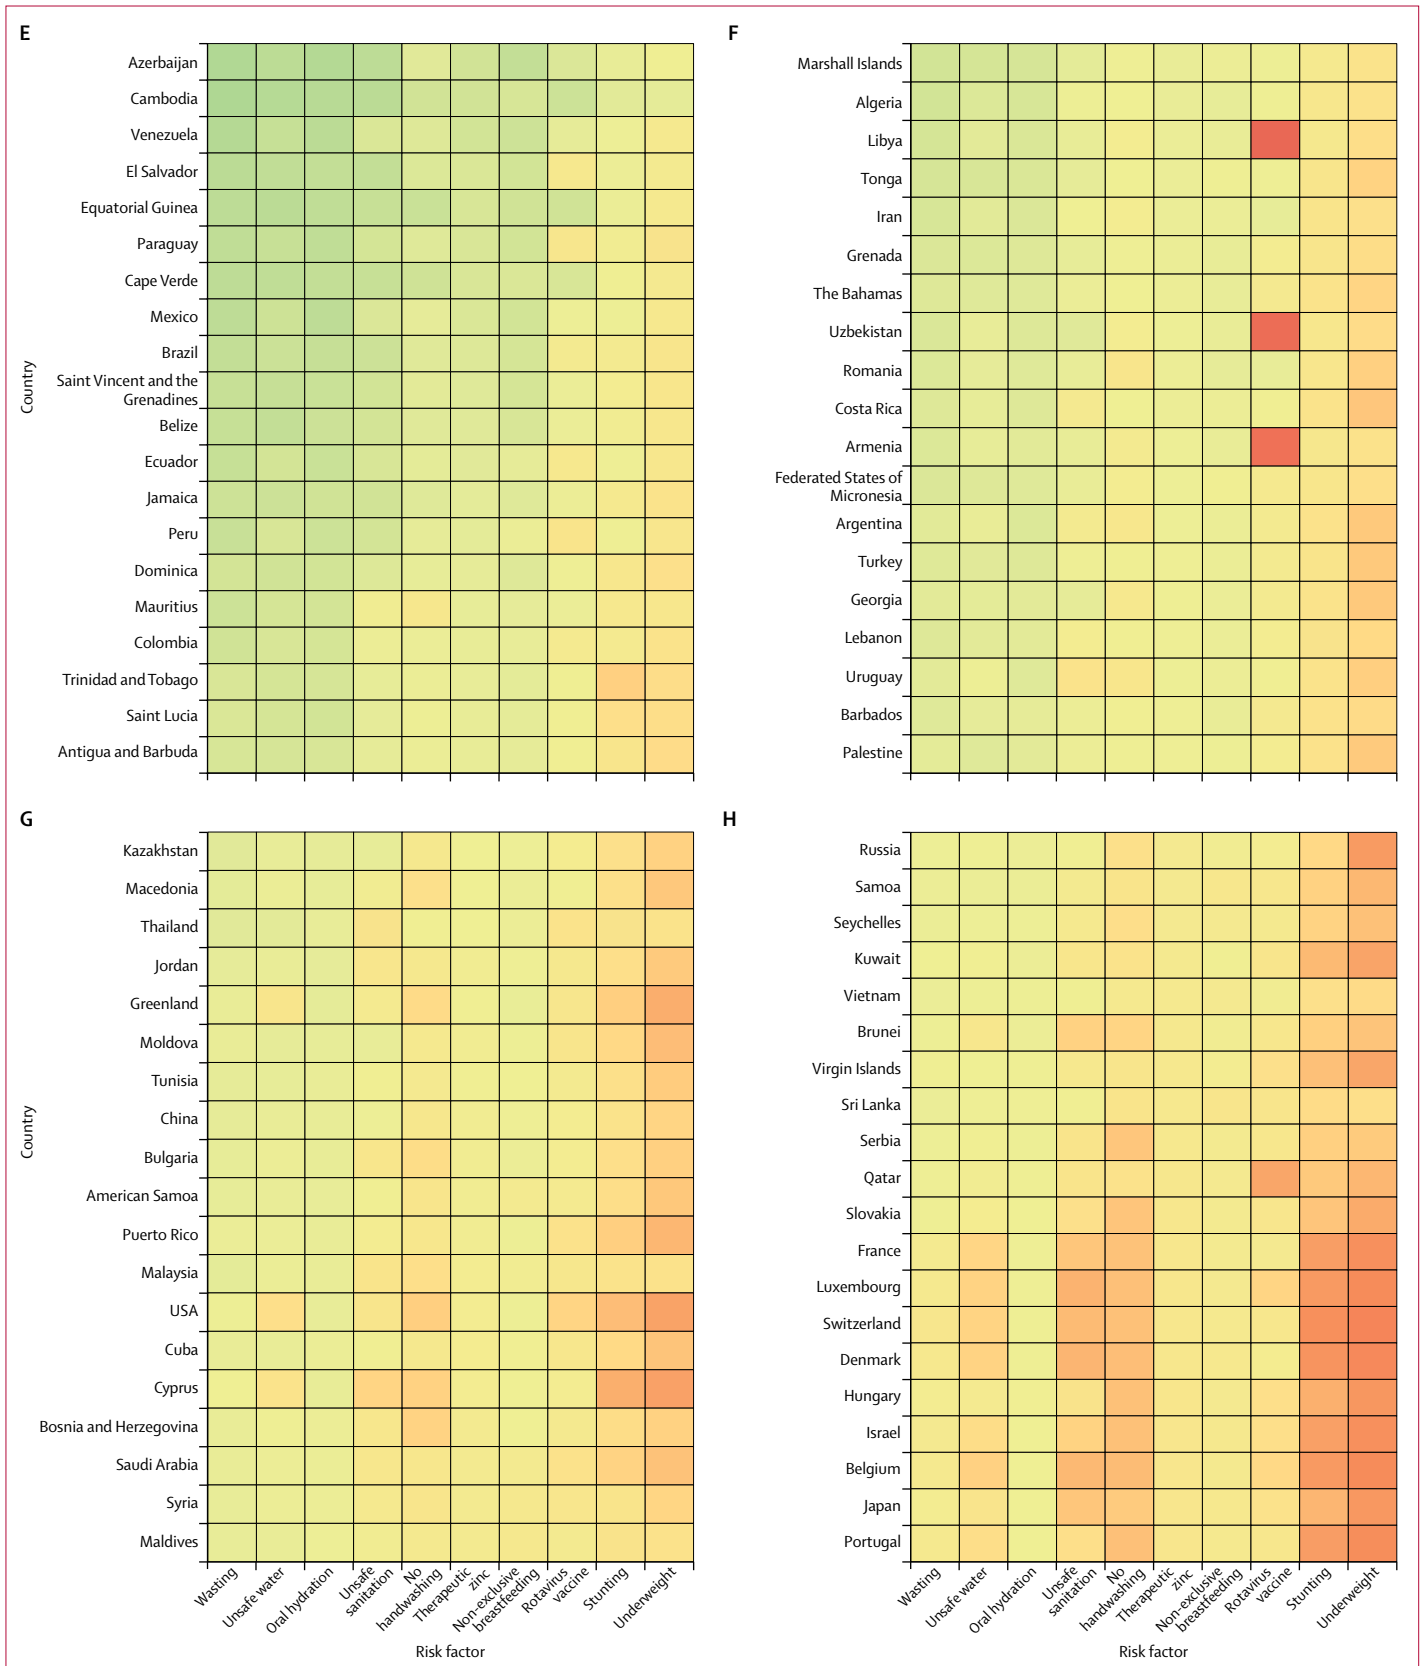 E
Country
Azerbaijan
Cambodia
Venezuela
El Salvador
Equatorial Guinea
Paraguay
Cape Verde
Mexico
Brazil
Saint Vincent and the
Grenadines
Belize
Ecuador
Jamaica
Peru
Dominica
Mauritius
Colombia
Trinidad and Tobago
Saint Lucia
Antigua and Barbuda
F
Marshall Islands
Algeria
Libya
Tonga
Iran
Grenada
The Bahamas
Uzbekistan
Romania
Costa Rica
Armenia
Federated States of
Micronesia
Argentina
Turkey
Georgia
Lebanon
Uruguay
Barbados
Palestine
G
Country
Kazakhstan
Macedonia
Thailand
Jordan
Greenland
Moldova
Tunisia
China
Bulgaria
American Samoa
Puerto Rico
Malaysia
USA
Cuba
Cyprus
Bosnia and Herzegovina
Saudi Arabia
Syria
Maldives
Wasting
Unsafe water
Oral hydration
Unsafe
sanitation
No
handwashing
Therapeutic
zinc
Non-exclusive
breastfeeding
Rotavirus
vaccine
Stunting
Underweight
Risk factor
H
Russia
Samoa
Seychelles
Kuwait
Vietnam
Brunei
Virgin Islands
Sri Lanka
Serbia
Qatar
Slovakia
France
Luxembourg
Switzerland
Denmark
Hungary
Israel
Belgium
Japan
Portugal
Wasting
Unsafe water
Oral hydration
Unsafe
sanitation
No
handwashing
Therapeutic
zinc
Non-exclusive
breastfeeding
Rotavirus
vaccine
Stunting
Underweight
Risk factor